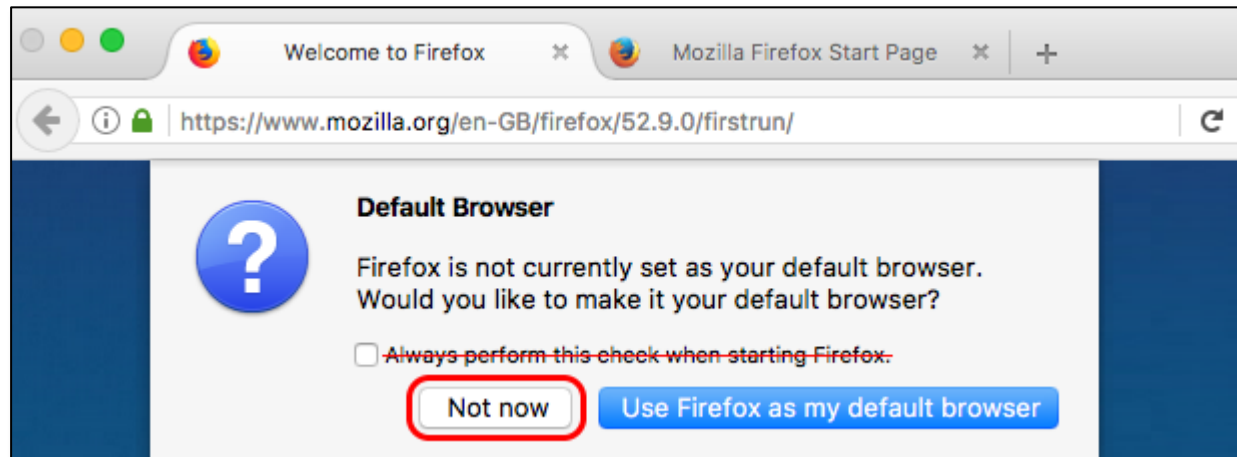 Welcome to Firefox
Mozilla Firefox Start Page
https://www.mozilla.org/en-GB/firefox/52.9.0/firstrun/
Default Browser
Firefox is not currently set as your default browser.
Would you like to make it your default browser?
Always perform this check when starting Firefox.
Not now
Use Firefox as my default browser